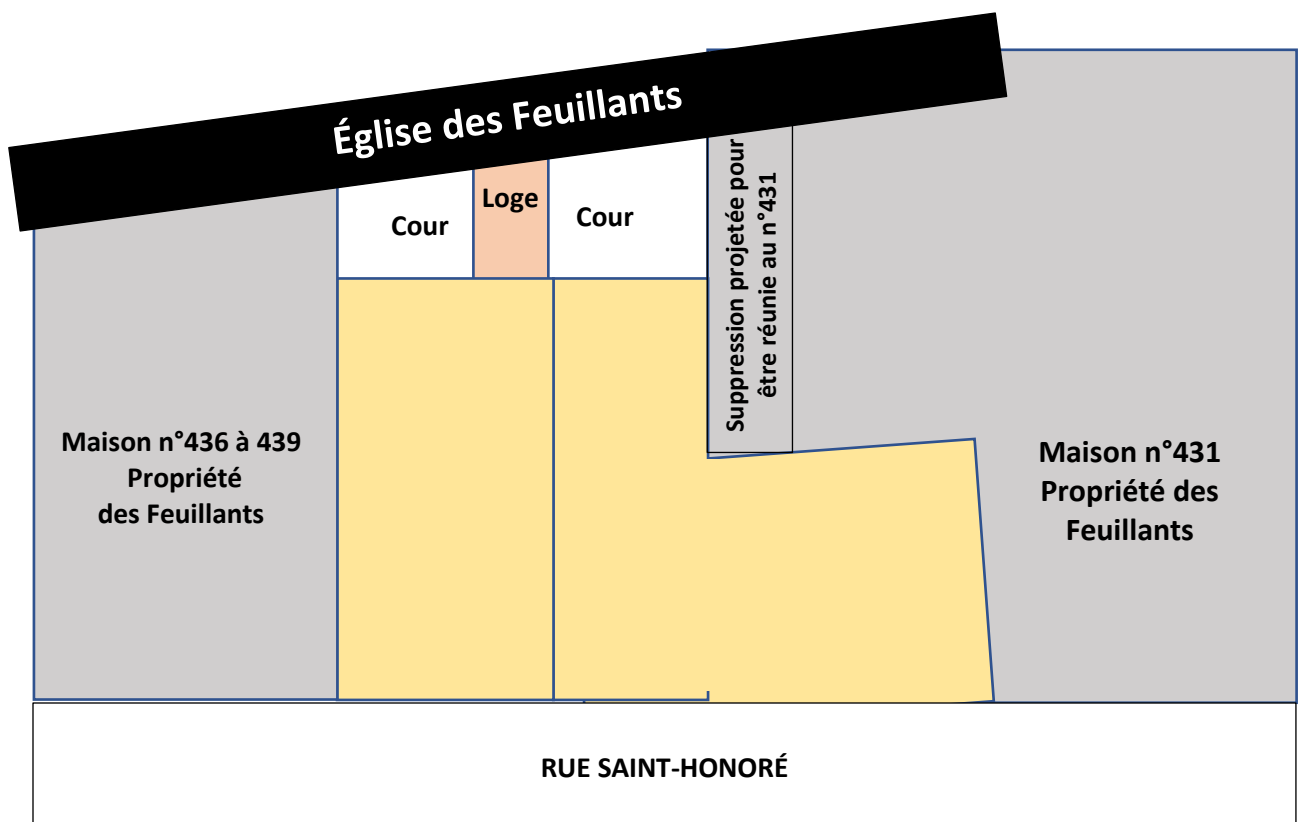 Église des Feuillants
Cour
Loge
Cour
Suppression projetée pour
être réunie au n°431
Maison n°436 à 439
Propriété
des Feuillants
Maison n°431
Propriété des
Feuillants
RUE SAINT-HONORÉ